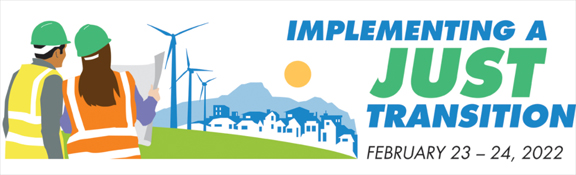 IMPLEMENTING A
JUST
TRANSITION
FEBRUARY 23 – 24, 2022